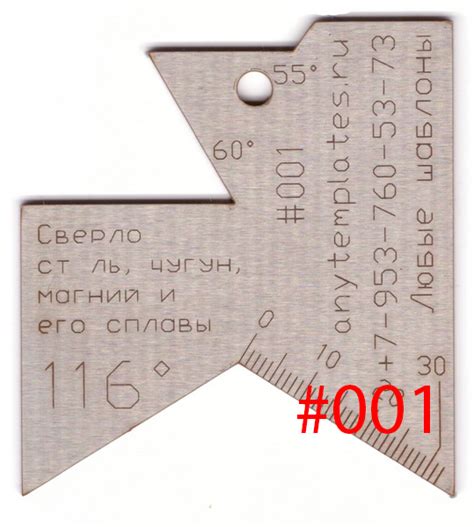 55°
60°
#001
anytemplates.ru
+7-953-760-53-73
Любые шаблоны
Сверло
ст ль, чугун,
магний и
его сплавы
116°
0
10
30
#001